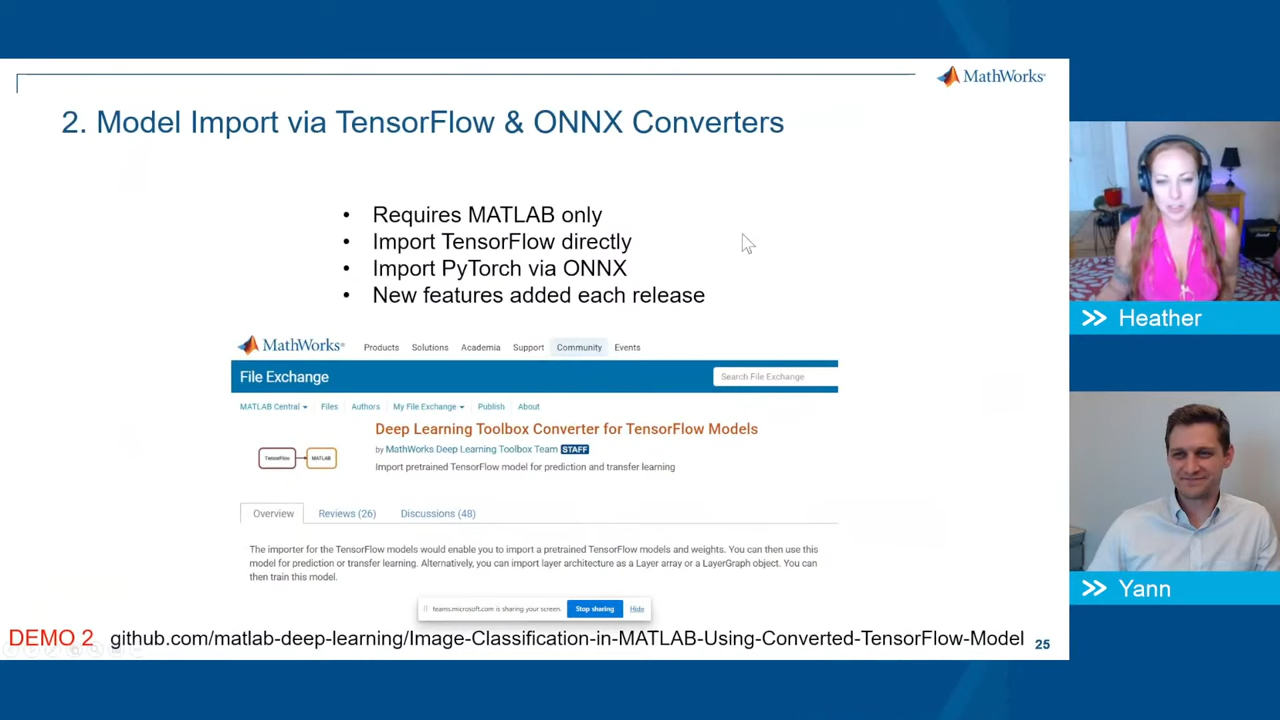 MathWorks®
2. Model Import via TensorFlow & ONNX Converters
• Requires MATLAB only
• Import TensorFlow directly
• Import PyTorch via ONNX
• New features added each release
MathWorks® Products Solutions Academia Support Community Events
File Exchange
Search File Exchange
MATLAB Central Files Authors My File Exchange Publish About
Deep Learning Toolbox Converter for TensorFlow Models
by MathWorks Deep Learning Toolbox Team STAFF
TensorFlow MATLAB
Import pretrained TensorFlow model for prediction and transfer learning
Overview Reviews (26) Discussions (48)
The importer for the TensorFlow models would enable you to import a pretrained TensorFlow models and weights. You can then use this
model for prediction or transfer learning. Alternatively, you can import layer architecture as a Layer array or a LayerGraph object. You can
then train this model.
teams.microsoft.com is sharing your screen. Stop sharing Hide
DEMO 2 github.com/matlab-deep-learning/Image-Classification-in-MATLAB-Using-Converted-TensorFlow-Model 25
>> Heather
>> Yann